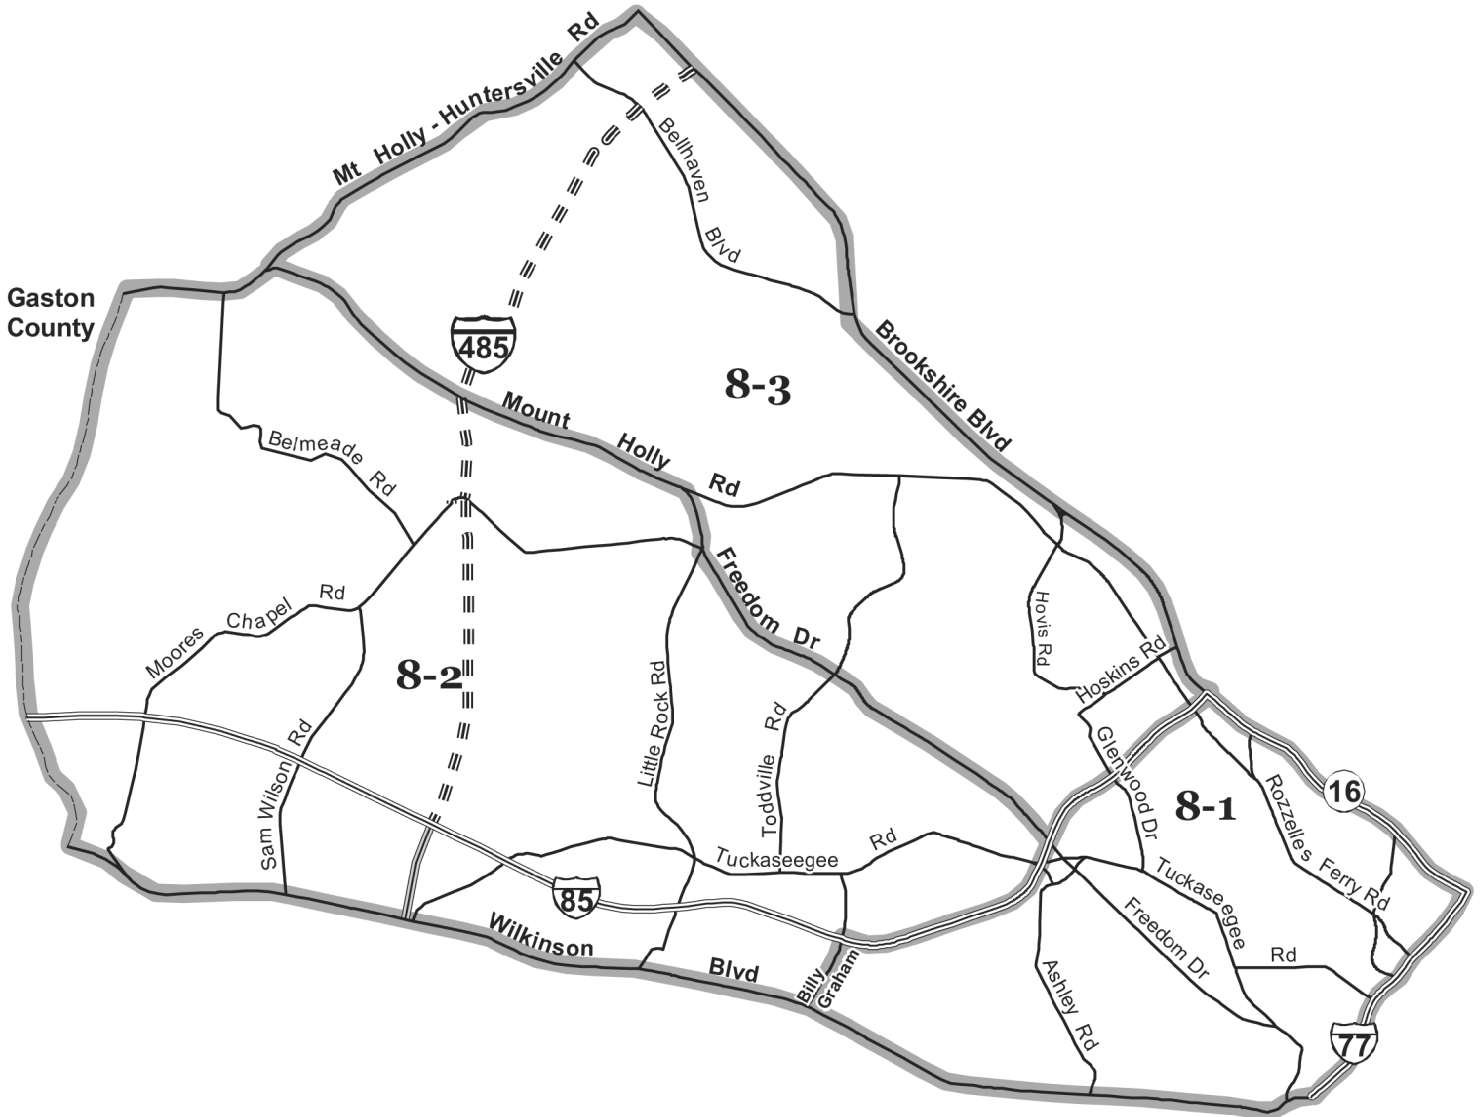 Mt Holly - Huntersville Rd
Bellhaven Blvd
Gaston
County
485
8-3
Brookshire Blvd
Mount Holly Rd
Belmeade Rd
Freedom Dr
Moores Chapel Rd
Hovis Rd
Hoskins Rd
8-2
Little Rock Rd
Toddville Rd
Sam Wilson Rd
Glenwood Dr
8-1
16
Rozzelles Ferry Rd
Tuckaseegee Rd
Tuckaseegee Rd
85
Freedom Dr
Wilkinson Blvd
Billy
Graham
Ashley Rd
77